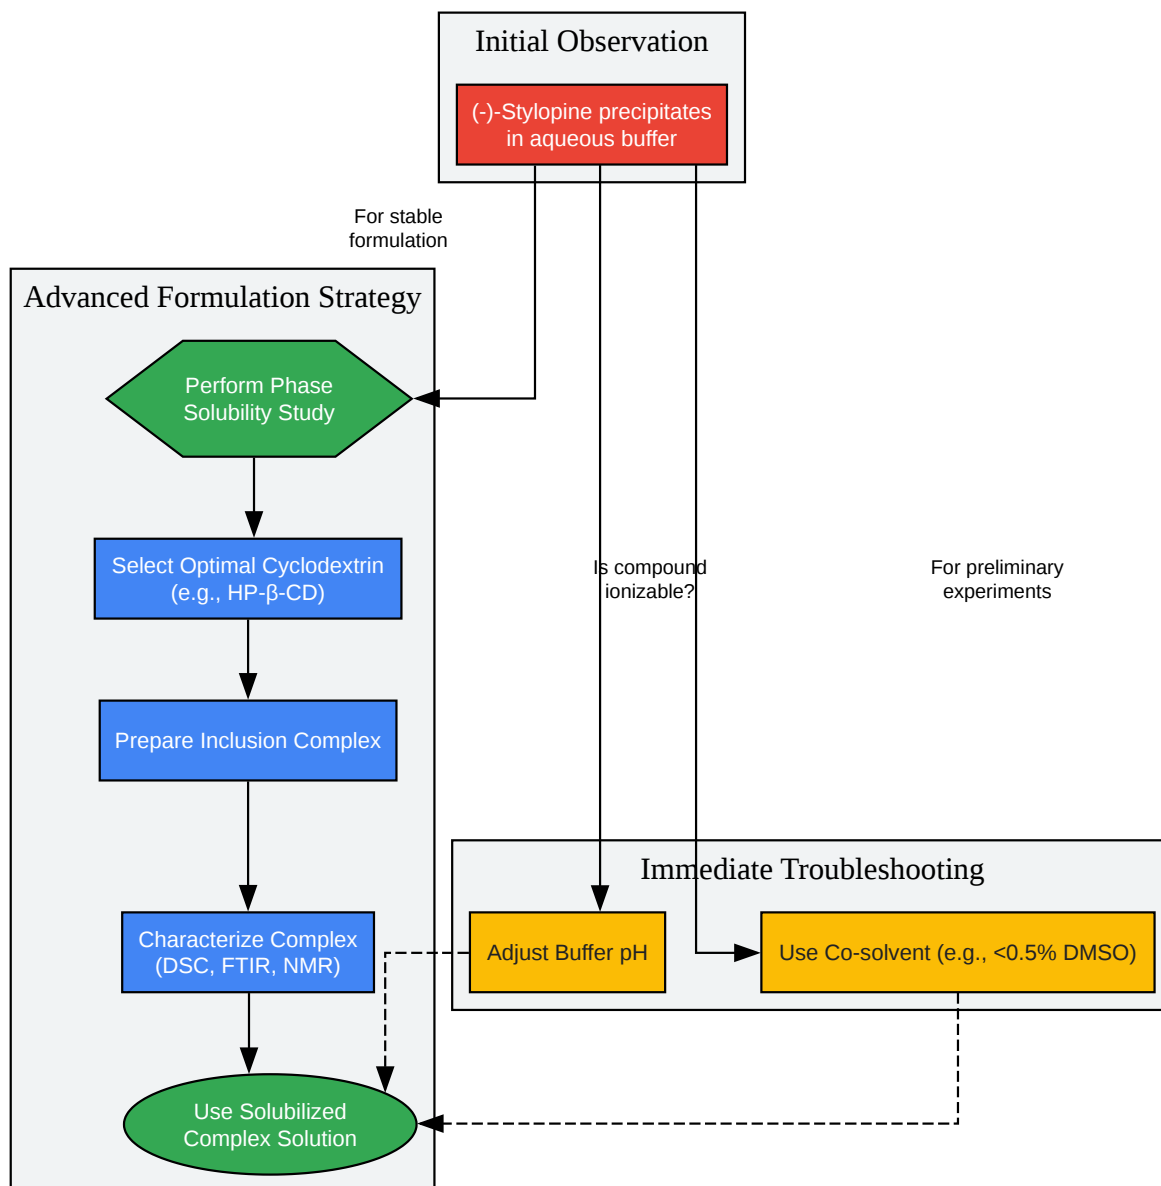 Initial Observation
(-)-Stylopine precipitates
in aqueous buffer
For stable
formulation
Advanced Formulation Strategy
Perform Phase
Solubility Study
Select Optimal Cyclodextrin
(e.g., HP-β-CD)
Is compound
ionizable?
For preliminary
experiments
Prepare Inclusion Complex
Immediate Troubleshooting
Characterize Complex
(DSC, FTIR, NMR)
Adjust Buffer pH
Use Co-solvent (e.g., <0.5% DMSO)
Use Solubilized
Complex Solution